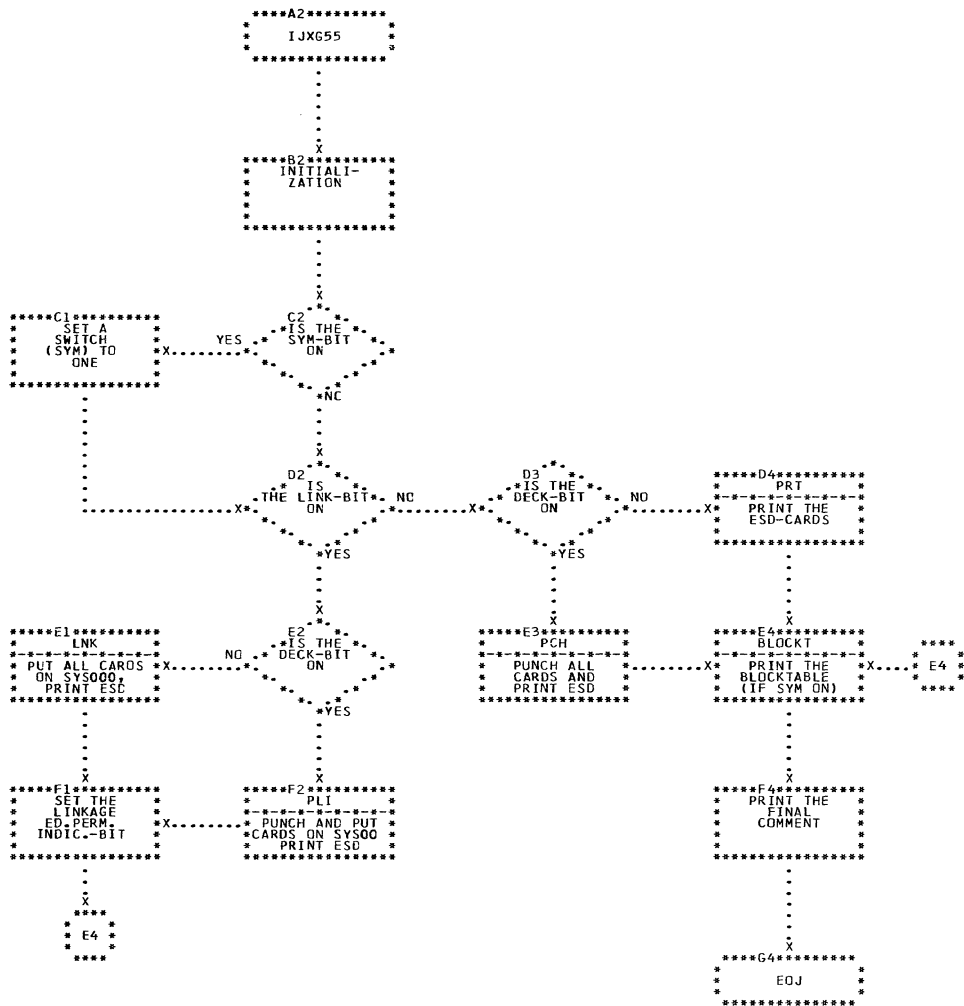 A2
IJXG55
B2
INITIALI-
ZATION
C1
SET A
SWITCH
(SYM) TO
ONE
YES
C2
IS THE
SYM-BIT
ON
NO
D2
IS
THE LINK-BIT
ON
NO
YES
D3
IS THE
DECK-BIT
ON
NO
YES
D4
PRT
PRINT THE
ESD-CARDS
E1
LNK
PUT ALL CARDS
ON SYS000,
PRINT ESD
NO
E2
IS THE
DECK-BIT
ON
YES
E3
PCH
PUNCH ALL
CARDS AND
PRINT ESD
E4
BLOCKT
PRINT THE
BLOCKTABLE
(IF SYM ON)
E4
F1
SET THE
LINKAGE
ED.PERM.
INDIC.-BIT
F2
PLI
PUNCH AND PUT
CARDS ON SYS00
PRINT ESD
F4
PRINT THE
FINAL
COMMENT
E4
G4
EOJ